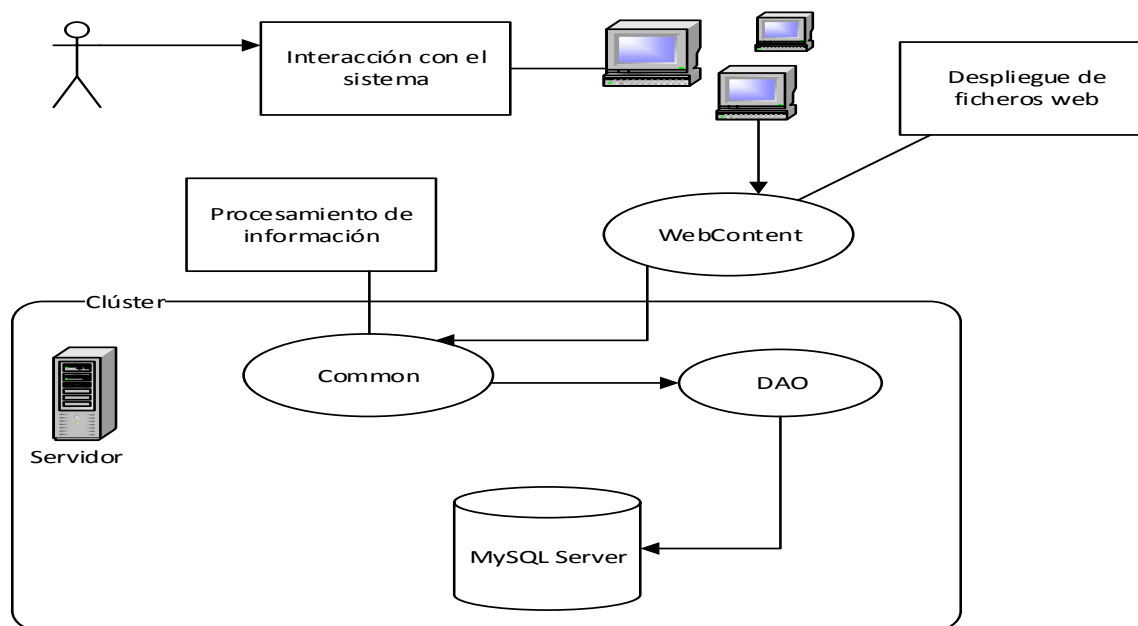 Interacción con el
sistema
Despliegue de
ficheros web
Procesamiento de
información
WebContent
Clúster
Common
DAO
Servidor
MySQL Server